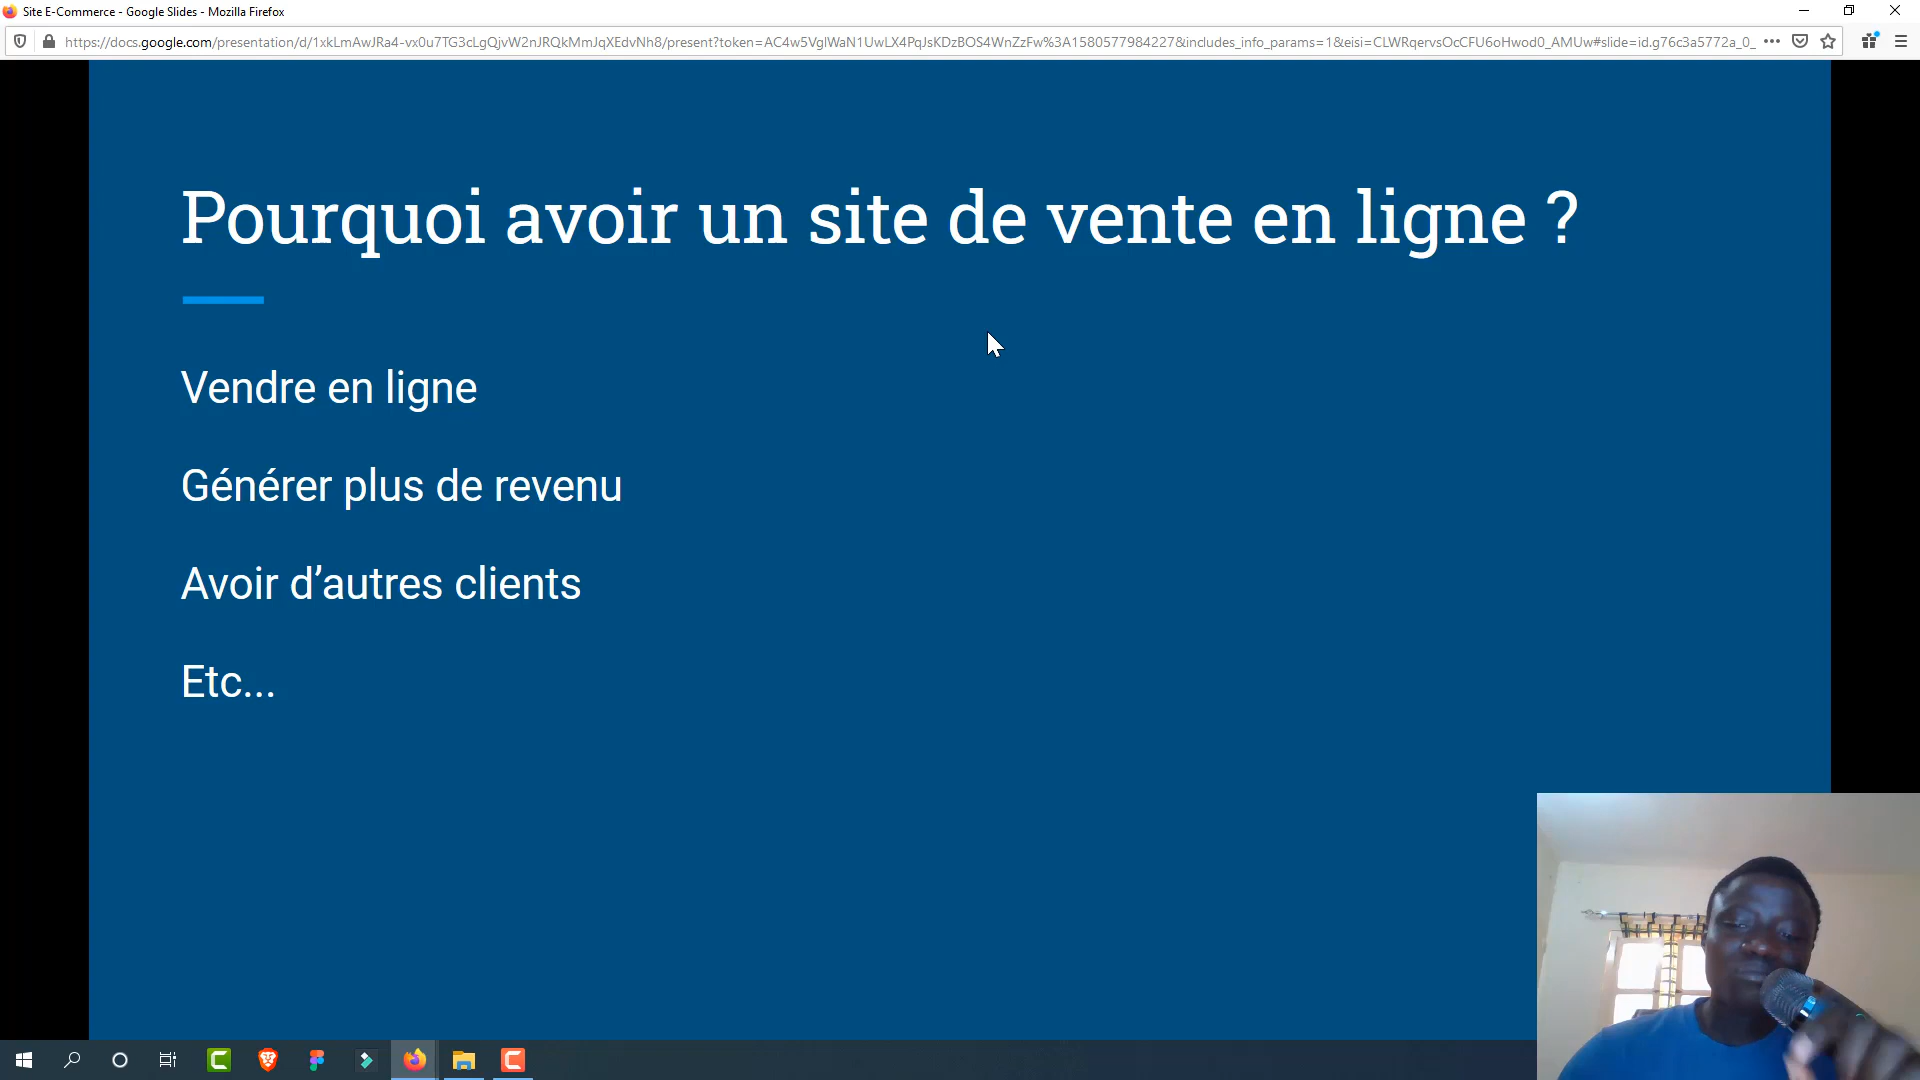 Site E-Commerce - Google Slides - Mozilla Firefox
https://docs.google.com/presentation/d/1xkLmAwJRa4-vx0u7TG3cLgQjvW2nJRQkMmJqXEdvNh8/present?token=AC4w5VglWaN1UwLX4PqJsKDzBOS4WnZzFw%3A1580577984227&includes_info_params=1&eisi=CLWRqervsOcCFU6oHwod0_AMUw#slide=id.g76c3a5772a_0_
Pourquoi avoir un site de vente en ligne ?
Vendre en ligne
Générer plus de revenu
Avoir d’autres clients
Etc...